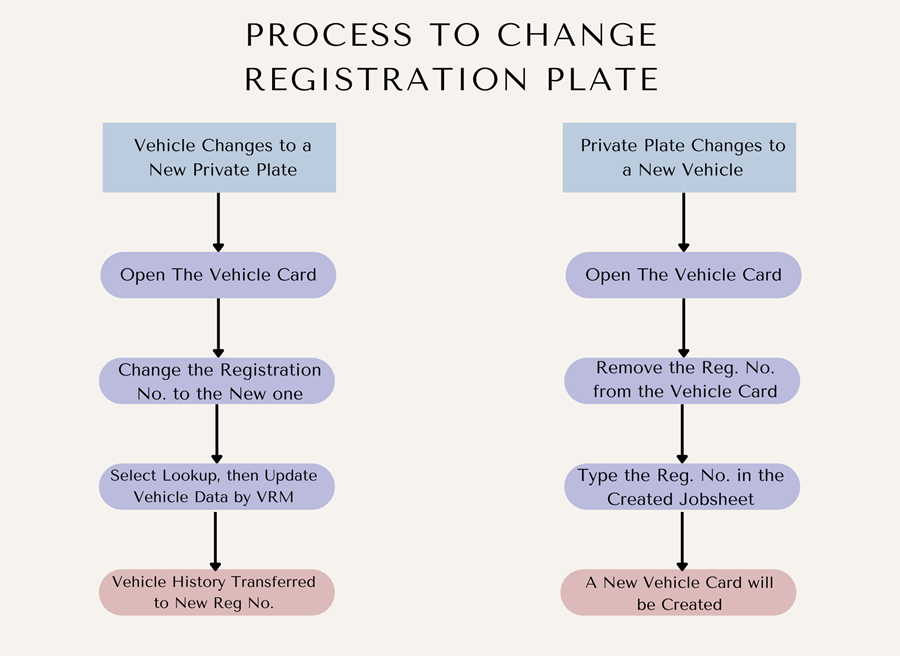 PROCESS TO CHANGE
REGISTRATION PLATE
Vehicle Changes to a
New Private Plate
Open The Vehicle Card
Change the Registration
No. to the New one
Select Lookup, then Update
Vehicle Data by VRM
Vehicle History Transferred
to New Reg No.
Private Plate Changes to
a New Vehicle
Open The Vehicle Card
Remove the Reg. No.
from the Vehicle Card
Type the Reg. No. in the
Created Jobsheet
A New Vehicle Card will
be Created